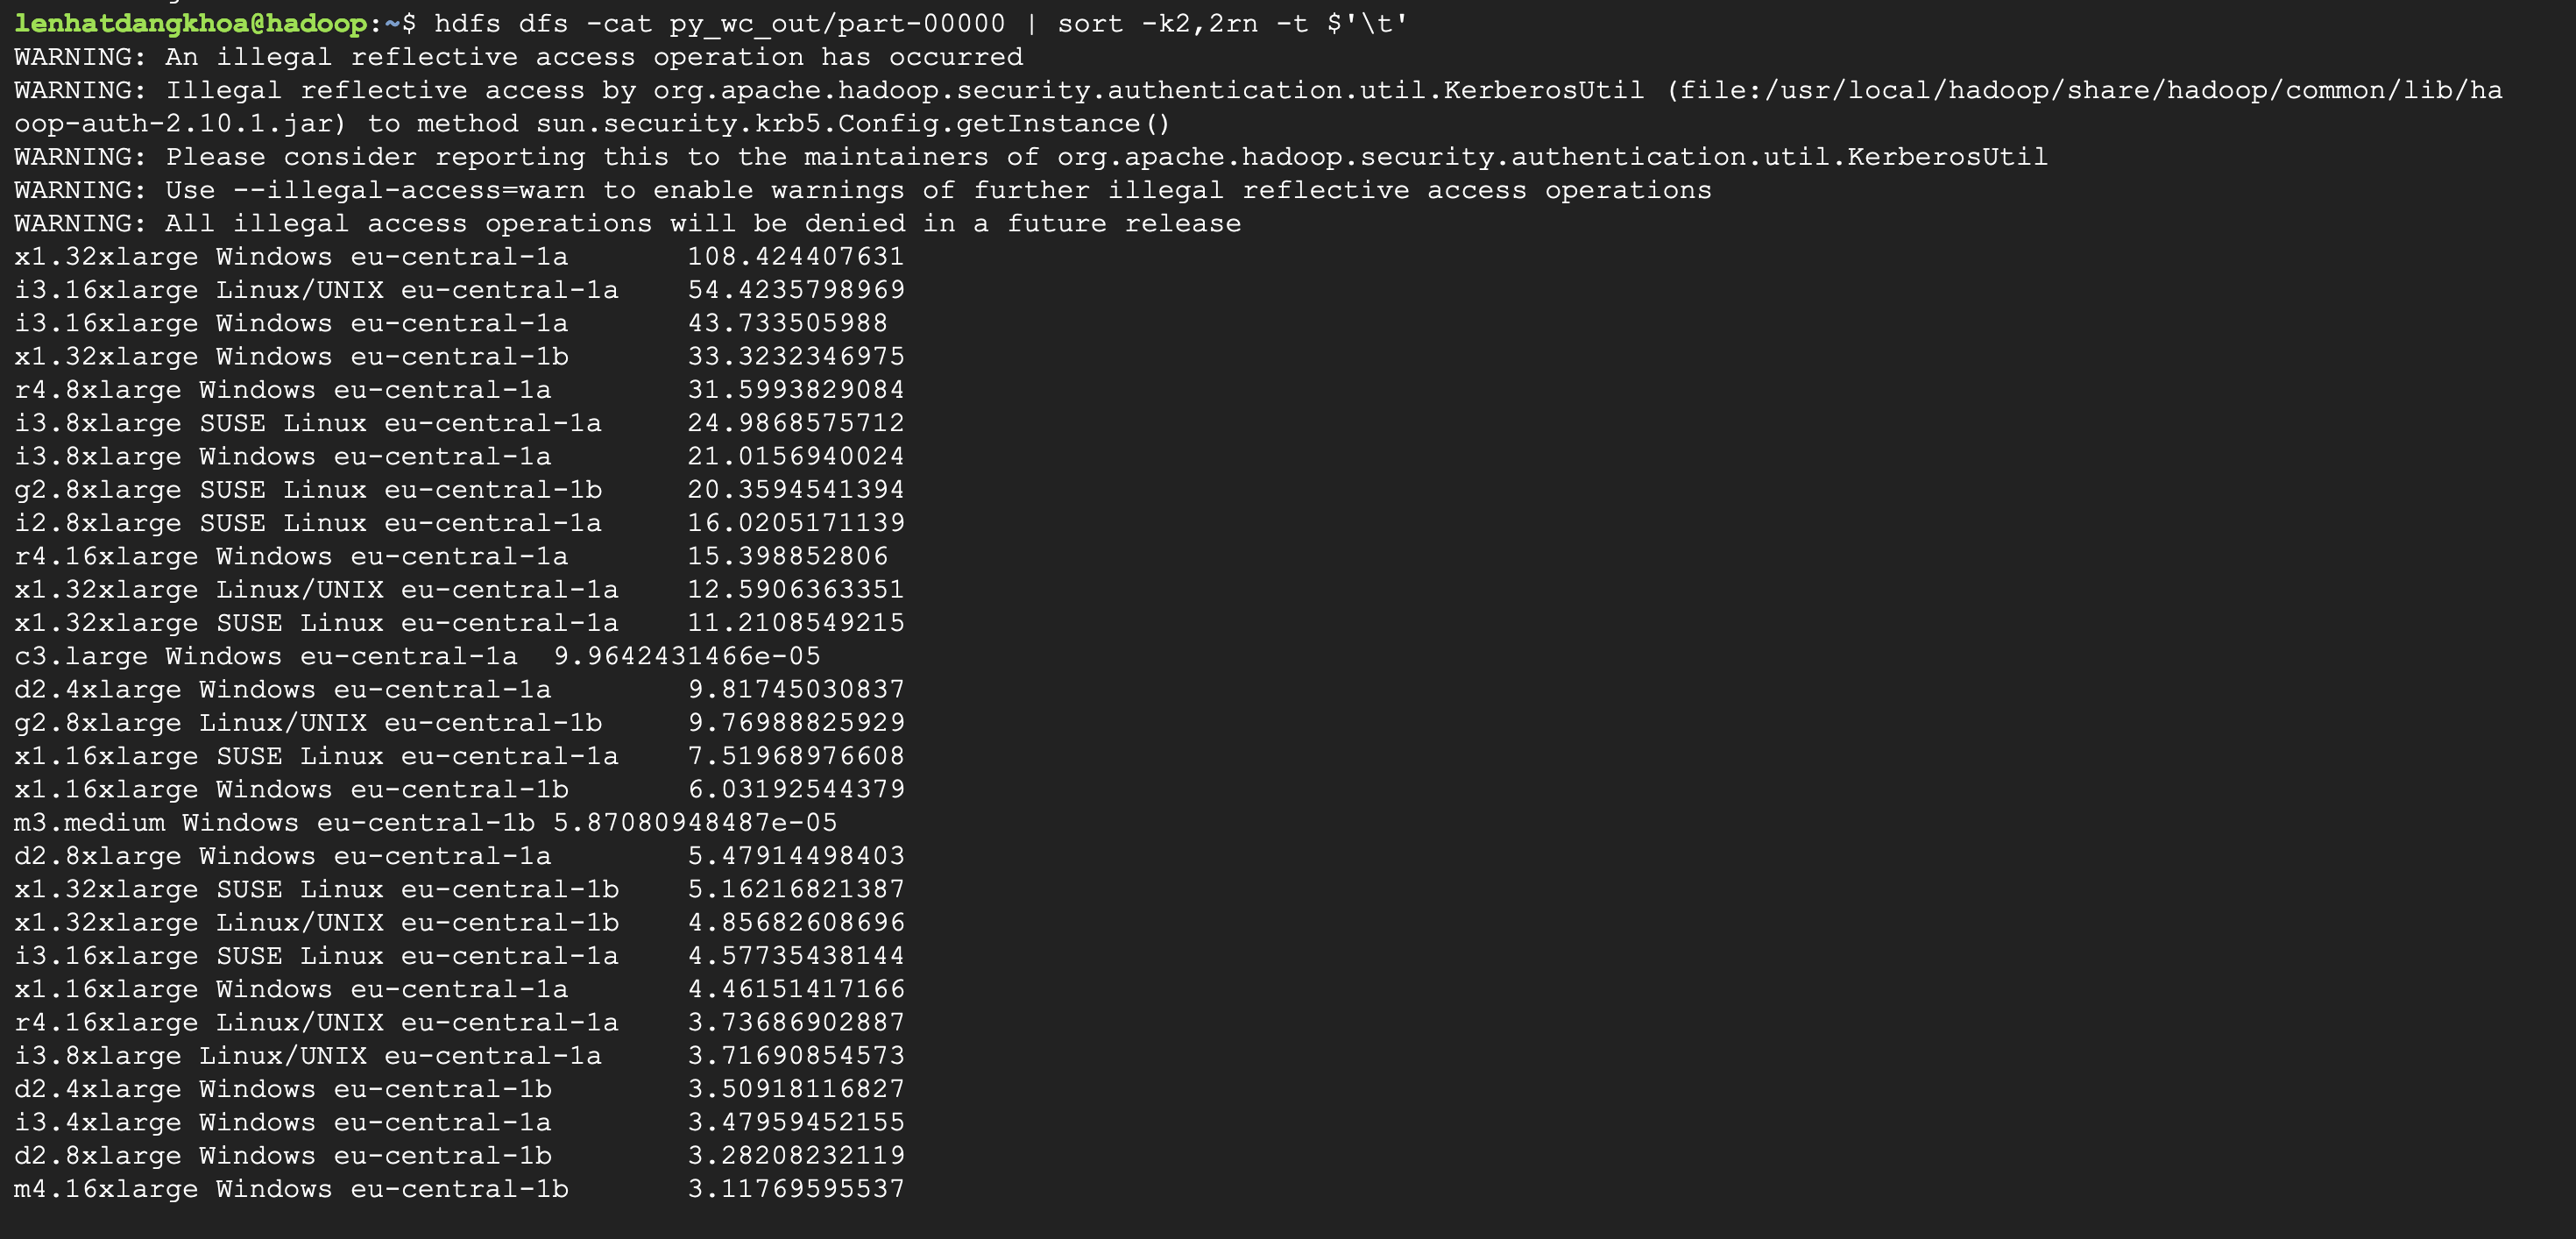 lenhatdangkhoa@hadoop:~$ hdfs dfs -cat py_wc_out/part-00000 | sort -k2,2rn -t $'\t'
WARNING: An illegal reflective access operation has occurred
WARNING: Illegal reflective access by org.apache.hadoop.security.authentication.util.KerberosUtil (file:/usr/local/hadoop/share/hadoop/common/lib/ha
oop-auth-2.10.1.jar) to method sun.security.krb5.Config.getInstance()
WARNING: Please consider reporting this to the maintainers of org.apache.hadoop.security.authentication.util.KerberosUtil
WARNING: Use --illegal-access=warn to enable warnings of further illegal reflective access operations
WARNING: All illegal access operations will be denied in a future release
x1.32xlarge Windows eu-central-1a 108.424407631
i3.16xlarge Linux/UNIX eu-central-1a 54.4235798969
i3.16xlarge Windows eu-central-1a 43.733505988
x1.32xlarge Windows eu-central-1b 33.3232346975
r4.8xlarge Windows eu-central-1a 31.5993829084
i3.8xlarge SUSE Linux eu-central-1a 24.9868575712
i3.8xlarge Windows eu-central-1a 21.0156940024
g2.8xlarge SUSE Linux eu-central-1b 20.3594541394
i2.8xlarge SUSE Linux eu-central-1a 16.0205171139
r4.16xlarge Windows eu-central-1a 15.398852806
x1.32xlarge Linux/UNIX eu-central-1a 12.5906363351
x1.32xlarge SUSE Linux eu-central-1a 11.2108549215
c3.large Windows eu-central-1a 9.9642431466e-05
d2.4xlarge Windows eu-central-1a 9.81745030837
g2.8xlarge Linux/UNIX eu-central-1b 9.76988825929
x1.16xlarge SUSE Linux eu-central-1a 7.51968976608
x1.16xlarge Windows eu-central-1b 6.03192544379
m3.medium Windows eu-central-1b 5.87080948487e-05
d2.8xlarge Windows eu-central-1a 5.47914498403
x1.32xlarge SUSE Linux eu-central-1b 5.16216821387
x1.32xlarge Linux/UNIX eu-central-1b 4.85682608696
i3.16xlarge SUSE Linux eu-central-1a 4.57735438144
x1.16xlarge Windows eu-central-1a 4.46151417166
r4.16xlarge Linux/UNIX eu-central-1a 3.73686902887
i3.8xlarge Linux/UNIX eu-central-1a 3.71690854573
d2.4xlarge Windows eu-central-1b 3.50918116827
i3.4xlarge Windows eu-central-1a 3.47959452155
d2.8xlarge Windows eu-central-1b 3.28208232119
m4.16xlarge Windows eu-central-1b 3.11769595537